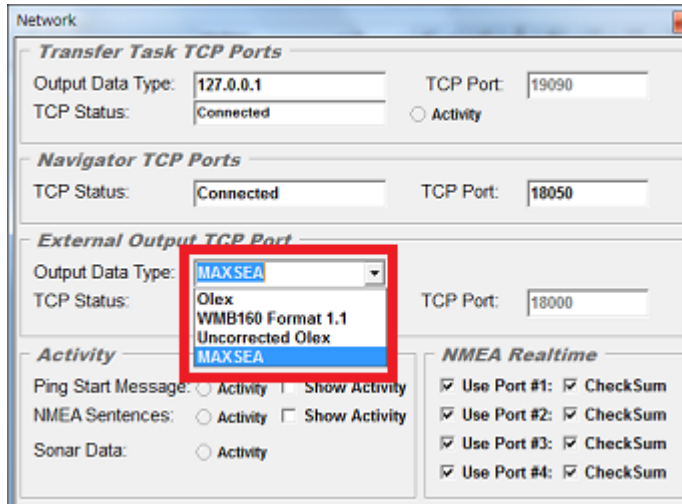 Network
Transfer Task TCP Ports
Output Data Type: 127.0.0.1 TCP Port: 19090
TCP Status: Connected Activity
Navigator TCP Ports
TCP Status: Connected TCP Port: 18050
External Output TCP Port
Output Data Type: MAXSEA
TCP Status: TCP Port: 18000
Olex
WMB160 Format 1.1
Uncorrected Olex
MAXSEA
Activity
Ping Start Message: Activity Show Activity
NMEA Sentences: Activity Show Activity
Sonar Data: Activity
NMEA Realtime
Use Port #1: CheckSum
Use Port #2: CheckSum
Use Port #3: CheckSum
Use Port #4: CheckSum